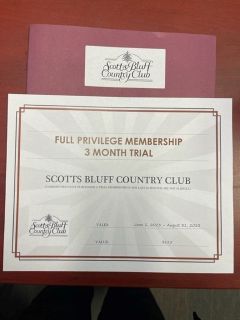 Scotts Bluff
Country Club
FULL PRIVILEGE MEMBERSHIP
3 MONTH TRIAL
SCOTTS BLUFF COUNTRY CLUB
Scotts Bluff
Country Club
VALID
VALUE